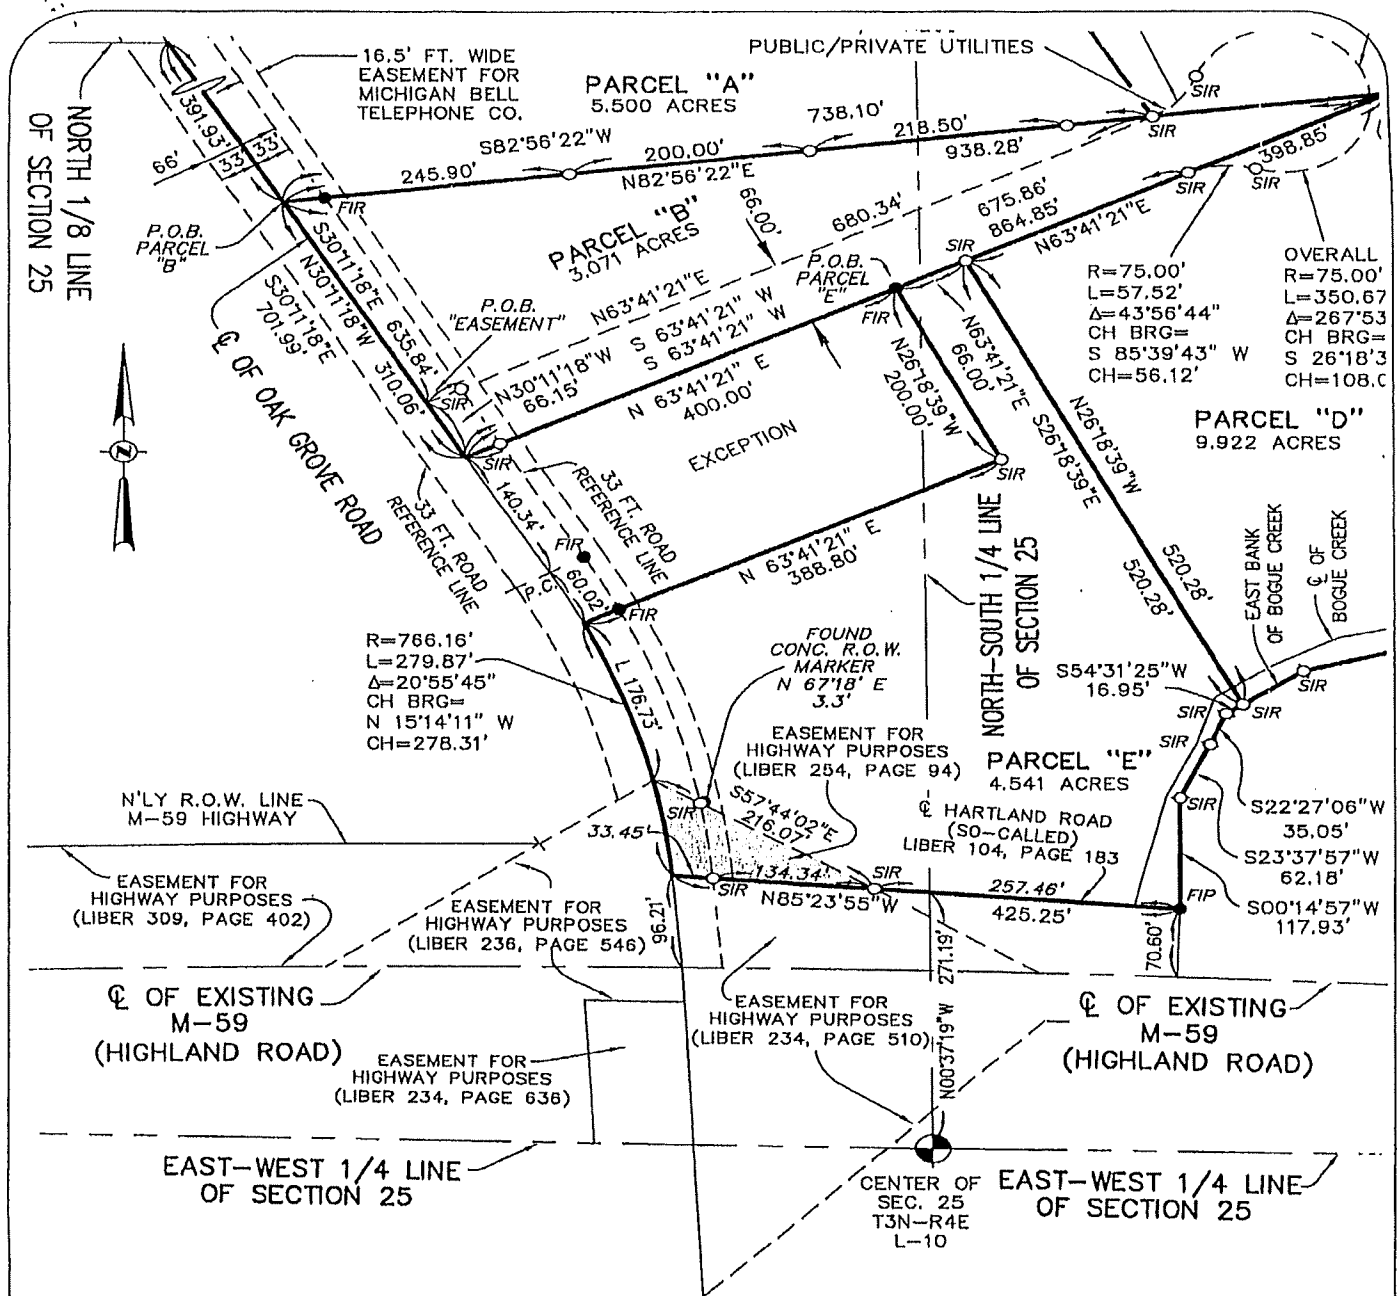 16.5' FT. WIDE
EASEMENT FOR
MICHIGAN BELL
TELEPHONE CO.
PARCEL "A"
5.500 ACRES
PUBLIC/PRIVATE UTILITIES
SIR
SIR
NORTH 1/8 LINE
OF SECTION 25
391.93'
66'
33'
33'
P.O.B.
PARCEL
"B"
FIR
245.90'
S82°56'22"W
200.00'
N82°56'22"E
738.10'
218.50'
938.28'
398.85'
SIR
PARCEL "B"
3.071 ACRES
66.00'
680.34'
675.86'
864.85'
N63°41'21"E
SIR
P.O.B.
PARCEL
"E"
FIR
R=75.00'
L=57.52'
Δ=43°56'44"
CH BRG=
S 85°39'43" W
CH=56.12'
OVERALL
R=75.00'
L=350.67
Δ=267°53
CH BRG=
S 26°18'3
CH=108.0
S30°11'18"E
N30°11'18"W
635.84'
310.06'
S30°11'18"E
701.99'
P.O.B.
"EASEMENT"
N63°41'21"E
S 63°41'21" W
S 63°41'21" W
N30°11'18"W
66.15'
N 63°41'21" E
400.00'
EXCEPTION
N26°18'39"W
200.00'
N63°41'21"E
66.00'
N26°18'39"W
S26°18'39"E
520.28'
520.28'
PARCEL "D"
9.922 ACRES
℄ OF OAK GROVE ROAD
SIR
SIR
SIR
140.34'
33 FT. ROAD
REFERENCE LINE
33 FT. ROAD
REFERENCE LINE
FIR
P.C.
60.02'
FIR
N 63°41'21" E
388.80'
NORTH-SOUTH 1/4 LINE
OF SECTION 25
EAST BANK
OF BOGUE CREEK
℄ OF
BOGUE CREEK
R=766.16'
L=279.87'
Δ=20°55'45"
CH BRG=
N 15°14'11" W
CH=278.31'
L 176.73'
FOUND
CONC. R.O.W.
MARKER
N 67°18' E
3.3'
S54°31'25"W
16.95'
SIR
SIR
SIR
SIR
SIR
EASEMENT FOR
HIGHWAY PURPOSES
(LIBER 254, PAGE 94)
PARCEL "E"
4.541 ACRES
℄ HARTLAND ROAD
(SO-CALLED)
LIBER 104, PAGE 183
S22°27'06"W
35.05'
S23°37'57"W
62.18'
S00°14'57"W
117.93'
N'LY R.O.W. LINE
M-59 HIGHWAY
SIR
S57°44'02"E
216.07'
33.45'
134.34'
SIR
SIR
N85°23'55"W
257.46'
425.25'
FIP
EASEMENT FOR
HIGHWAY PURPOSES
(LIBER 309, PAGE 402)
EASEMENT FOR
HIGHWAY PURPOSES
(LIBER 236, PAGE 546)
96.21'
N00°37'19"W 271.19'
70.60'
℄ OF EXISTING
M-59
(HIGHLAND ROAD)
EASEMENT FOR
HIGHWAY PURPOSES
(LIBER 234, PAGE 510)
℄ OF EXISTING
M-59
(HIGHLAND ROAD)
EASEMENT FOR
HIGHWAY PURPOSES
(LIBER 234, PAGE 636)
EAST-WEST 1/4 LINE
OF SECTION 25
CENTER OF
SEC. 25
T3N-R4E
L-10
EAST-WEST 1/4 LINE
OF SECTION 25